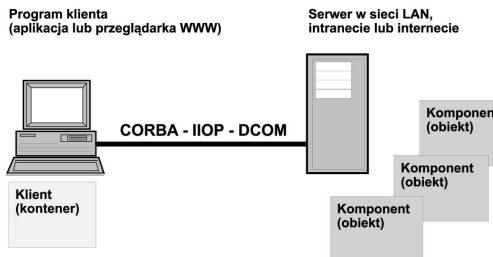 Program klienta
(aplikacja lub przeglądarka WWW)
Serwer w sieci LAN,
intranecie lub internecie
CORBA - IIOP - DCOM
Klient
(kontener)
Komponent
(obiekt)
Komponent
(obiekt)
Komponent
(obiekt)